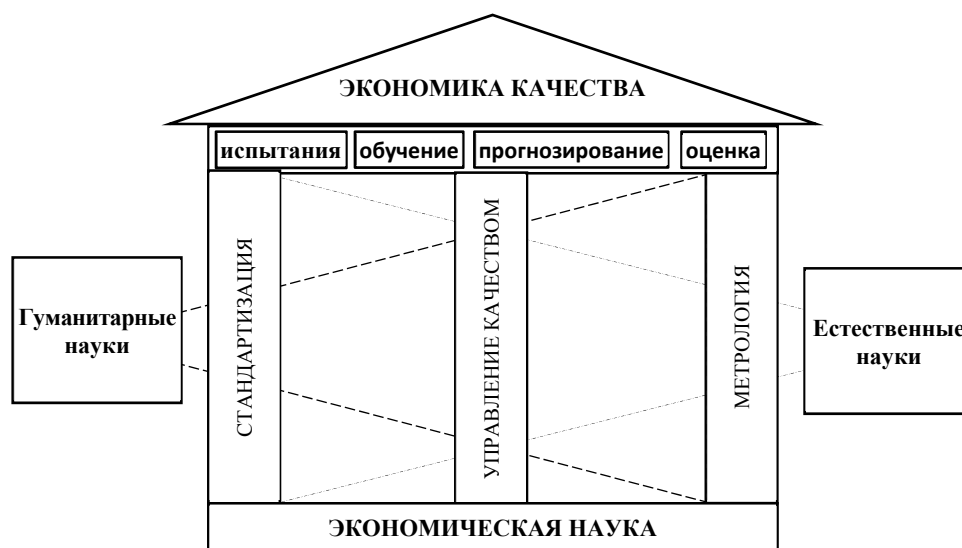 ЭКОНОМИКА КАЧЕСТВА
испытания обучение прогнозирование оценка
СТАНДАРТИЗАЦИЯ
УПРАВЛЕНИЕ КАЧЕСТВОМ
МЕТРОЛОГИЯ
Гуманитарные
науки
Естественные
науки
ЭКОНОМИЧЕСКАЯ НАУКА